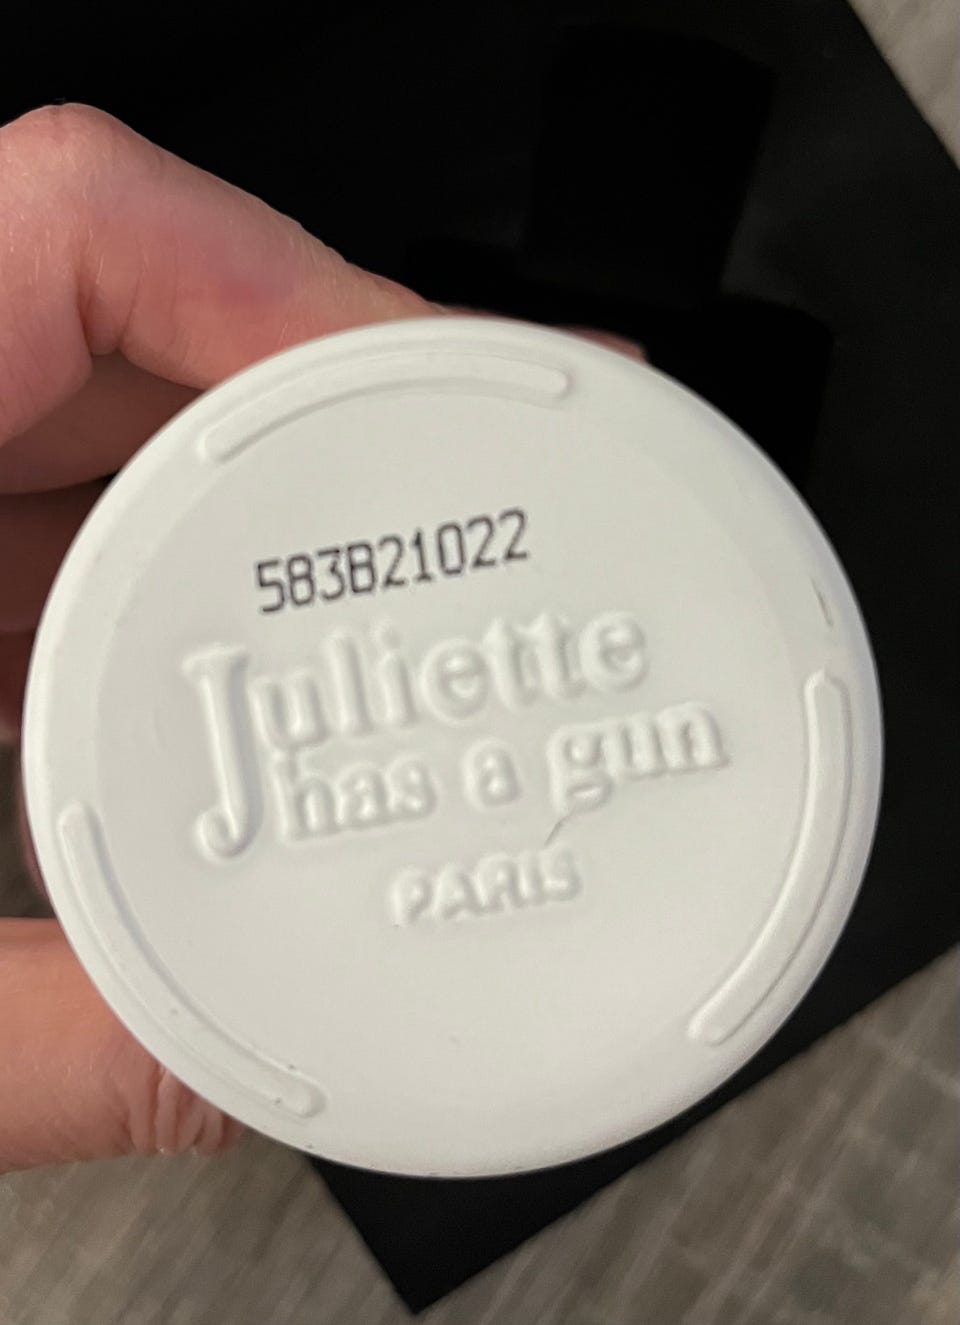 583B21022
Juliette
has a gun
PARIS